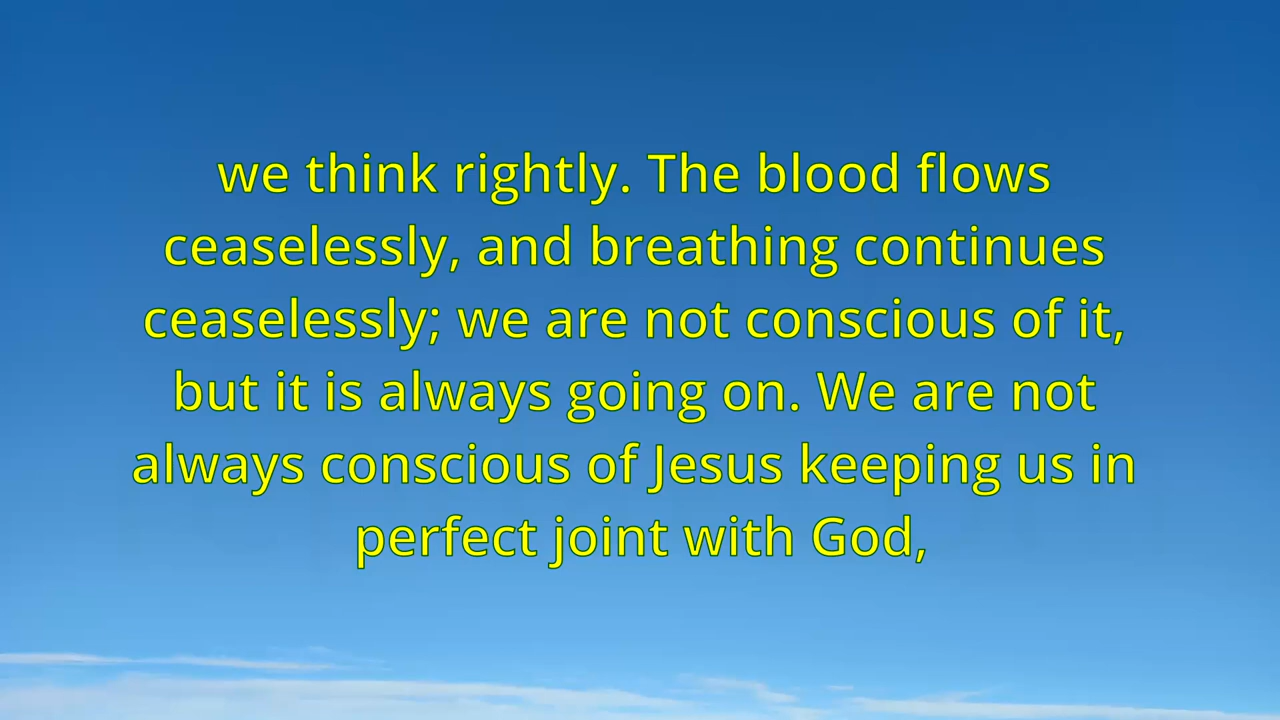 we think rightly. The blood flows
ceaselessly, and breathing continues
ceaselessly; we are not conscious of it,
but it is always going on. We are not
always conscious of Jesus keeping us in
perfect joint with God,